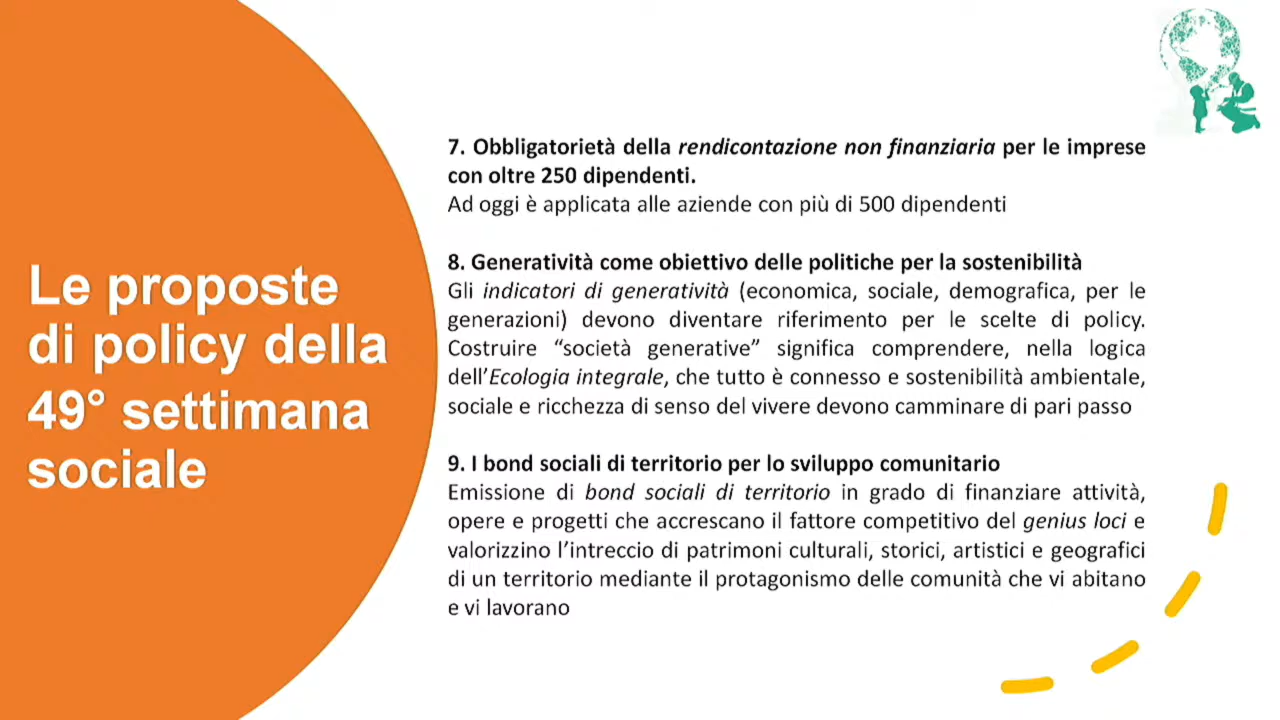 Le proposte
di policy della
49° settimana
sociale
7. Obbligatorietà della rendicontazione non finanziaria per le imprese
con oltre 250 dipendenti.
Ad oggi è applicata alle aziende con più di 500 dipendenti
8. Generatività come obiettivo delle politiche per la sostenibilità
Gli indicatori di generatività (economica, sociale, demografica, per le
generazioni) devono diventare riferimento per le scelte di policy.
Costruire “società generative” significa comprendere, nella logica
dell’Ecologia integrale, che tutto è connesso e sostenibilità ambientale,
sociale e ricchezza di senso del vivere devono camminare di pari passo
9. I bond sociali di territorio per lo sviluppo comunitario
Emissione di bond sociali di territorio in grado di finanziare attività,
opere e progetti che accrescano il fattore competitivo del genius loci e
valorizzino l’intreccio di patrimoni culturali, storici, artistici e geografici
di un territorio mediante il protagonismo delle comunità che vi abitano
e vi lavorano